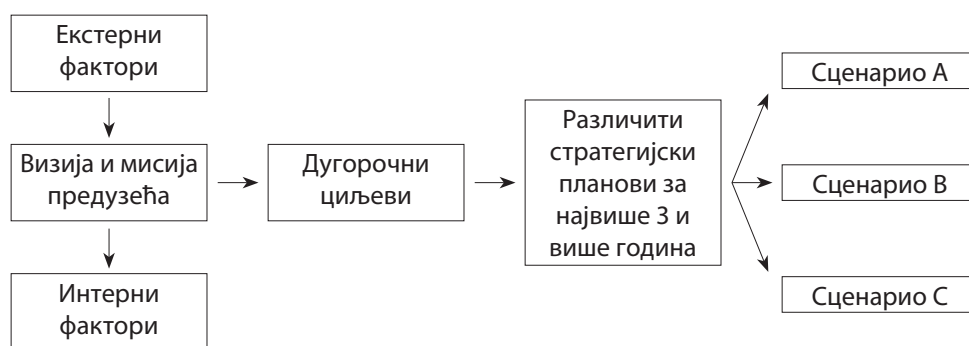 Екстерни
фактори
Визија и мисија
предузећа
Интерни
фактори
Дугорочни
циљеви
Различити
стратегијски
планови за
највише 3 и
више година
Сценарио А
Сценарио B
Сценарио C